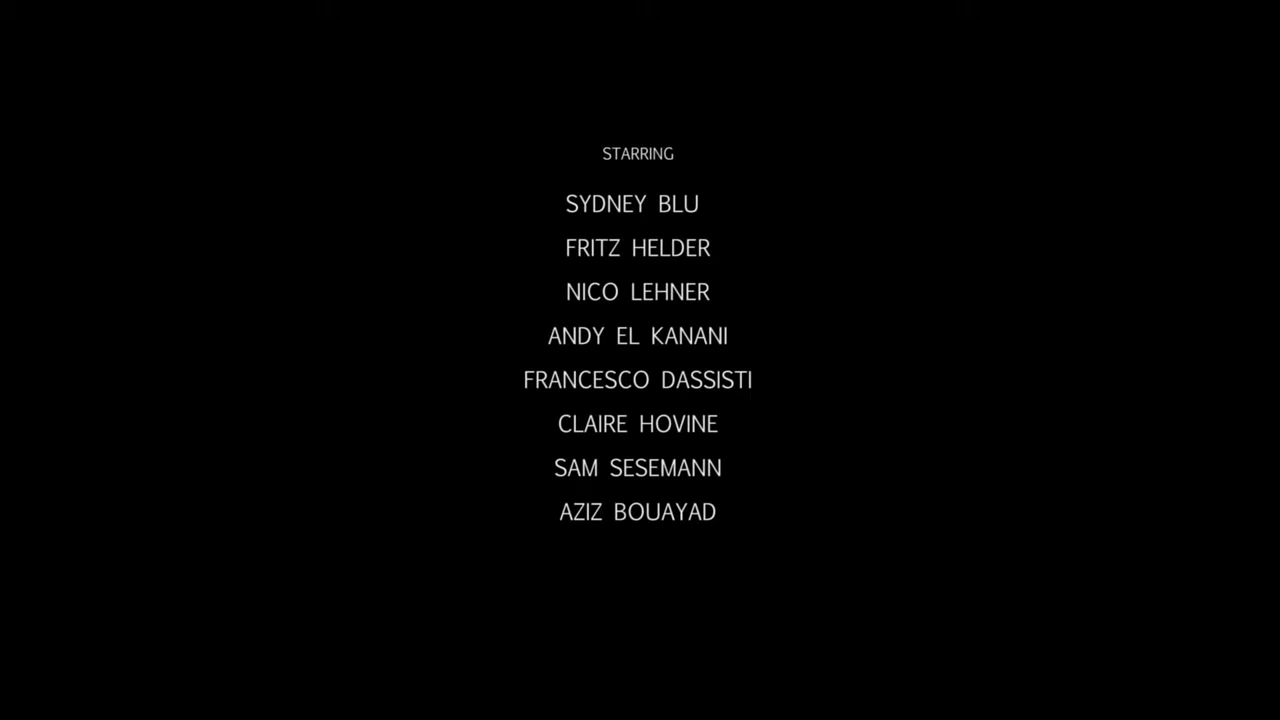 STARRING
SYDNEY BLU
FRITZ HELDER
NICO LEHNER
ANDY EL KANANI
FRANCESCO DASSISTI
CLAIRE HOVINE
SAM SESEMANN
AZIZ BOUAYAD